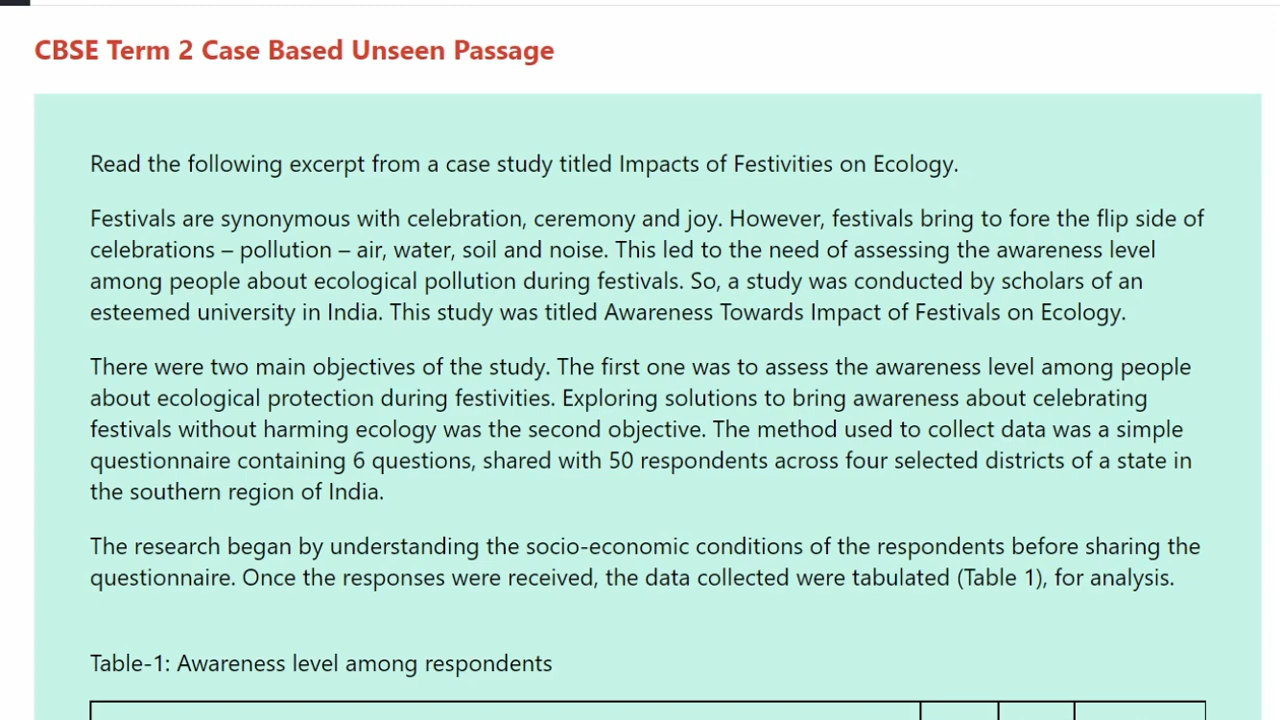 CBSE Term 2 Case Based Unseen Passage
Read the following excerpt from a case study titled Impacts of Festivities on Ecology.
Festivals are synonymous with celebration, ceremony and joy. However, festivals bring to fore the flip side of
celebrations – pollution – air, water, soil and noise. This led to the need of assessing the awareness level
among people about ecological pollution during festivals. So, a study was conducted by scholars of an
esteemed university in India. This study was titled Awareness Towards Impact of Festivals on Ecology.
There were two main objectives of the study. The first one was to assess the awareness level among people
about ecological protection during festivities. Exploring solutions to bring awareness about celebrating
festivals without harming ecology was the second objective. The method used to collect data was a simple
questionnaire containing 6 questions, shared with 50 respondents across four selected districts of a state in
the southern region of India.
The research began by understanding the socio-economic conditions of the respondents before sharing the
questionnaire. Once the responses were received, the data collected were tabulated (Table 1), for analysis.
Table-1: Awareness level among respondents